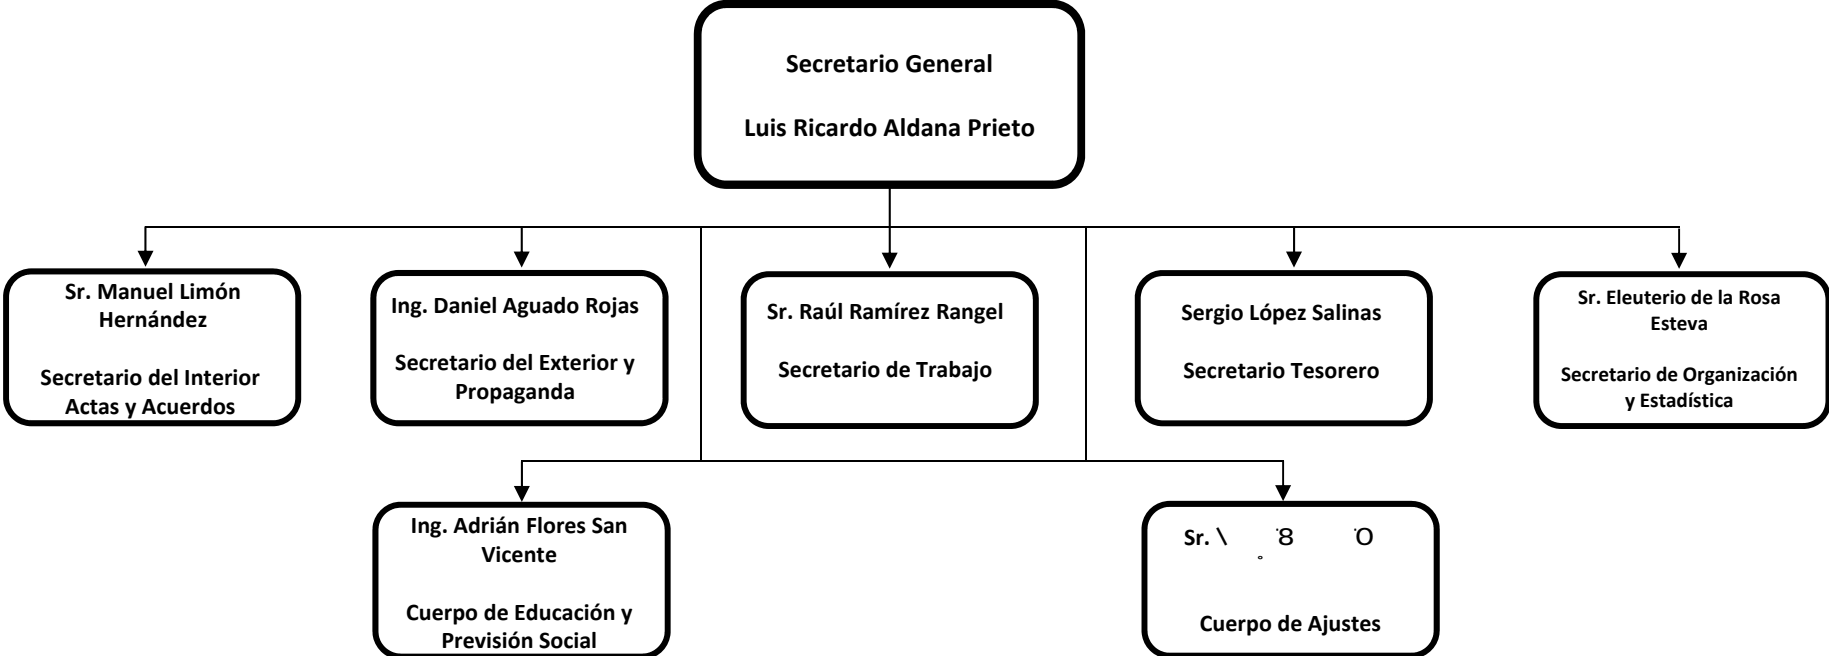 Secretario General
Luis Ricardo Aldana Prieto
Sr. Manuel Limón
Hernández
Secretario del Interior
Actas y Acuerdos
Ing. Daniel Aguado Rojas
Secretario del Exterior y
Propaganda
Sr. Raúl Ramírez Rangel
Secretario de Trabajo
Sergio López Salinas
Secretario Tesorero
Sr. Eleuterio de la Rosa
Esteva
Secretario de Organización
y Estadística
Ing. Adrián Flores San
Vicente
Cuerpo de Educación y
Previsión Social
Sr.
Cuerpo de Ajustes